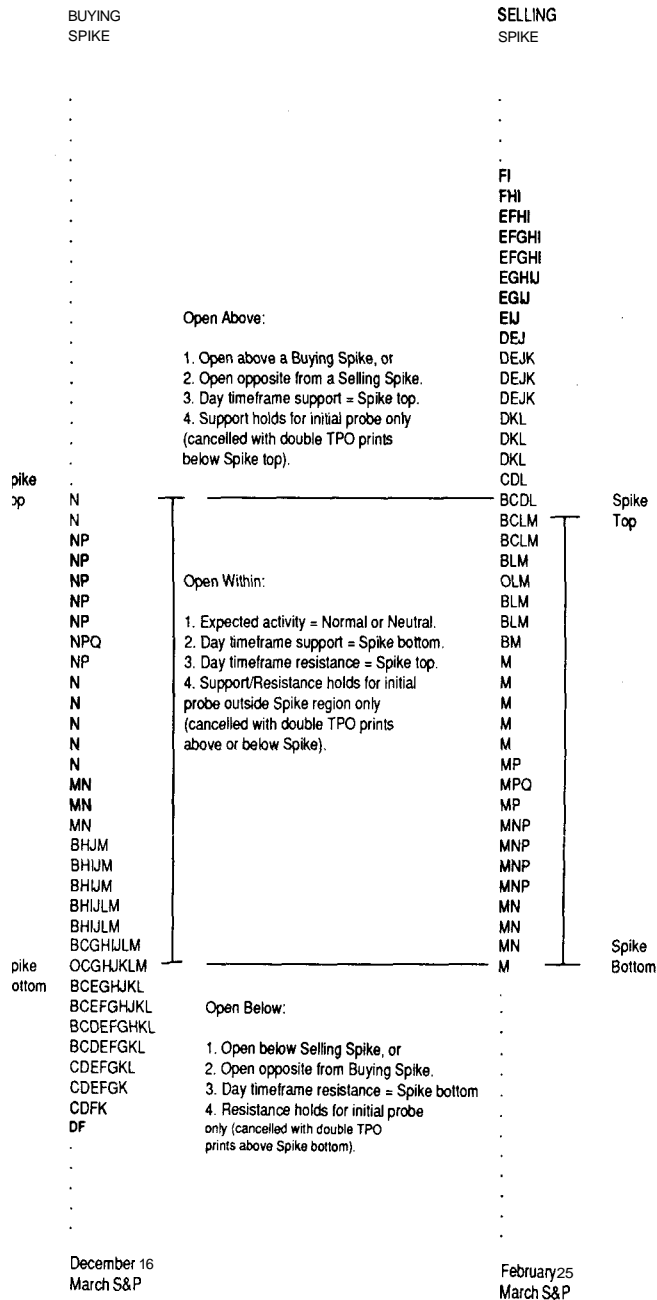 BUYING
SPIKE
SELLING
SPIKE
FI
FHI
EFHI
EFGHI
EFGHI
EGHIJ
EGIJ
EIJ
DEJ
DEJK
DEJK
DEJK
DKL
DKL
DKL
CDL
BCDL
BCLM
BCLM
BLM
OLM
BLM
BLM
BM
M
M
M
M
M
MP
MPQ
MP
MNP
MNP
MNP
MNP
MN
MN
MN
M
Spike
Top
Spike
Bottom
Open Above:
1. Open above a Buying Spike, or
2. Open opposite from a Selling Spike.
3. Day timeframe support = Spike top.
4. Support holds for initial probe only
(cancelled with double TPO prints
below Spike top).
Open Within:
1. Expected activity = Normal or Neutral.
2. Day timeframe support = Spike bottom.
3. Day timeframe resistance = Spike top.
4. Support/Resistance holds for initial
probe outside Spike region only
(cancelled with double TPO prints
above or below Spike).
Open Below:
1. Open below Selling Spike, or
2. Open opposite from Buying Spike.
3. Day timeframe resistance = Spike bottom
4. Resistance holds for initial probe
only (cancelled with double TPO
prints above Spike bottom).
pike
op
N
N
NP
NP
NP
NP
NP
NPQ
NP
N
N
N
N
N
MN
MN
MN
BHJM
BHIJM
BHIJM
BHIJLM
BHIJLM
BCGHIJLM
pike
ottom
OCGHJKLM
BCEGHJKL
BCEFGHJKL
BCDEFGHKL
BCDEFGKL
CDEFGKL
CDEFGK
CDFK
DF
December 16
March S&P
February 25
March S&P